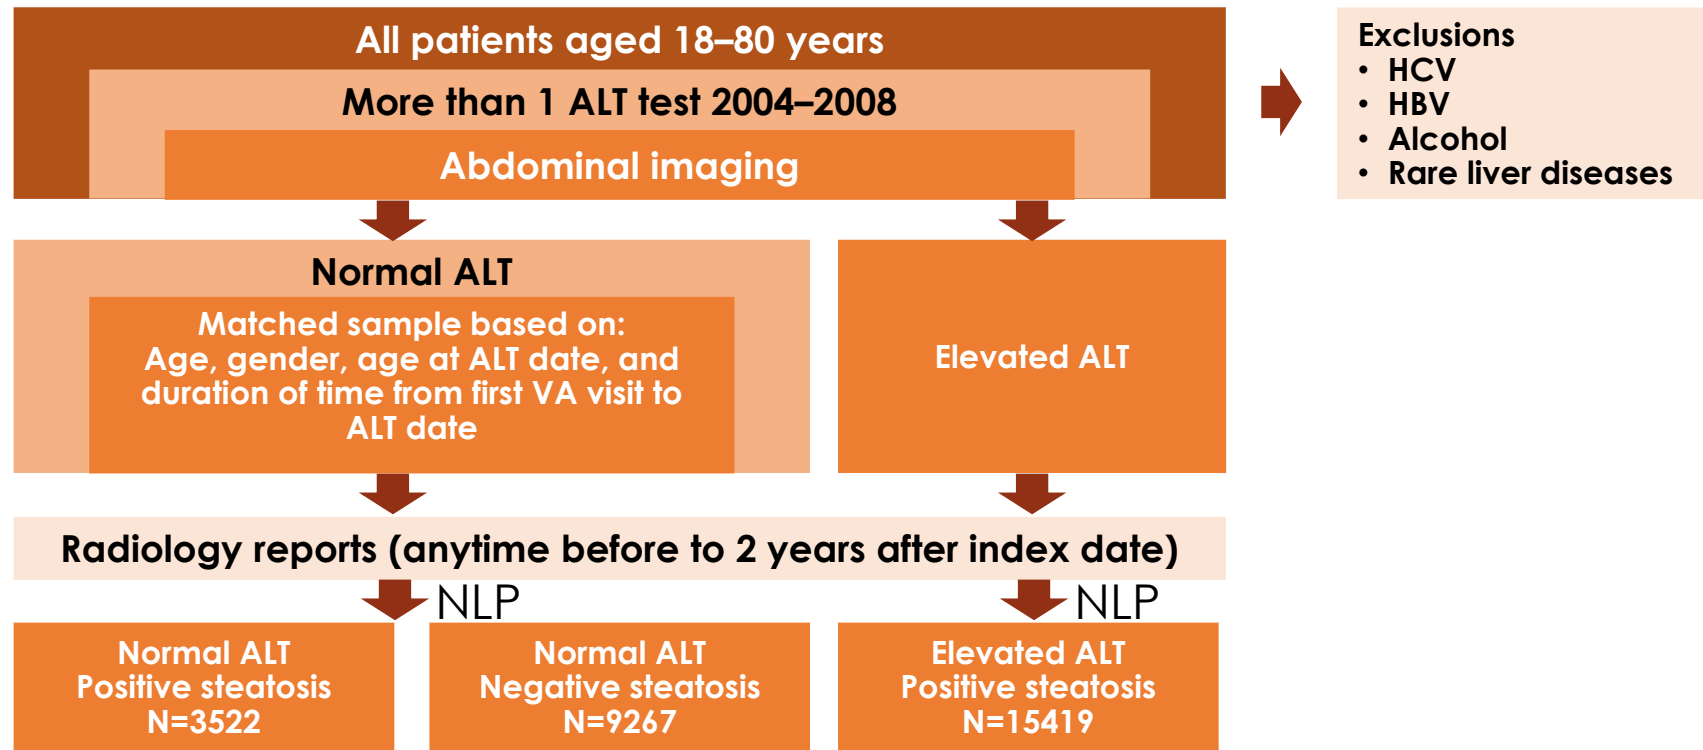 All patients aged 18–80 years
More than 1 ALT test 2004–2008
Abdominal imaging
Exclusions
• HCV
• HBV
• Alcohol
• Rare liver diseases
Normal ALT
Matched sample based on:
Age, gender, age at ALT date, and
duration of time from first VA visit to
ALT date
Elevated ALT
Radiology reports (anytime before to 2 years after index date)
NLP
NLP
Normal ALT
Positive steatosis
N=3522
Normal ALT
Negative steatosis
N=9267
Elevated ALT
Positive steatosis
N=15419